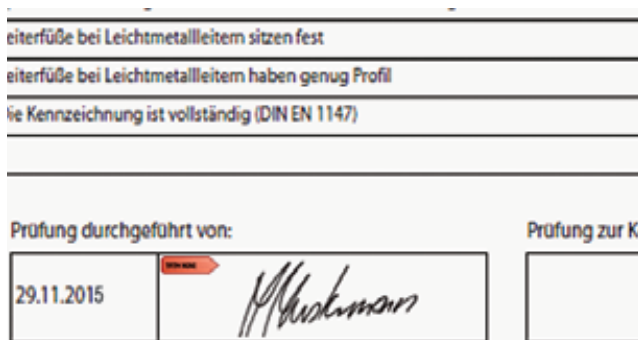 eiterfüße bei Leichtmetallleitern sitzen fest
eiterfüße bei Leichtmetallleitern haben genug Profil
ie Kennzeichnung ist vollständig (DIN EN 1147)
Prüfung durchgeführt von:
Prüfung zur K
29.11.2015